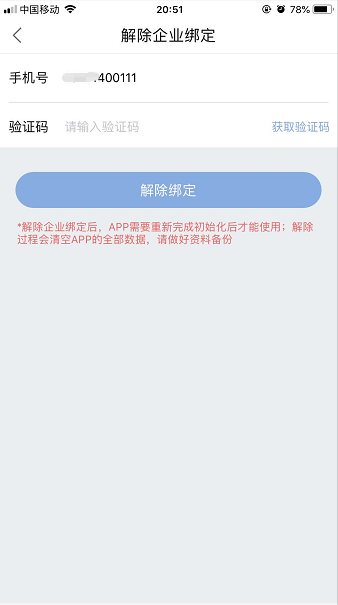 中国移动 20:51 78%
解除企业绑定
手机号 400111
验证码 请输入验证码 获取验证码
解除绑定
*解除企业绑定后，APP需要重新完成初始化后才能使用；解除
过程会清空APP的全部数据，请做好资料备份